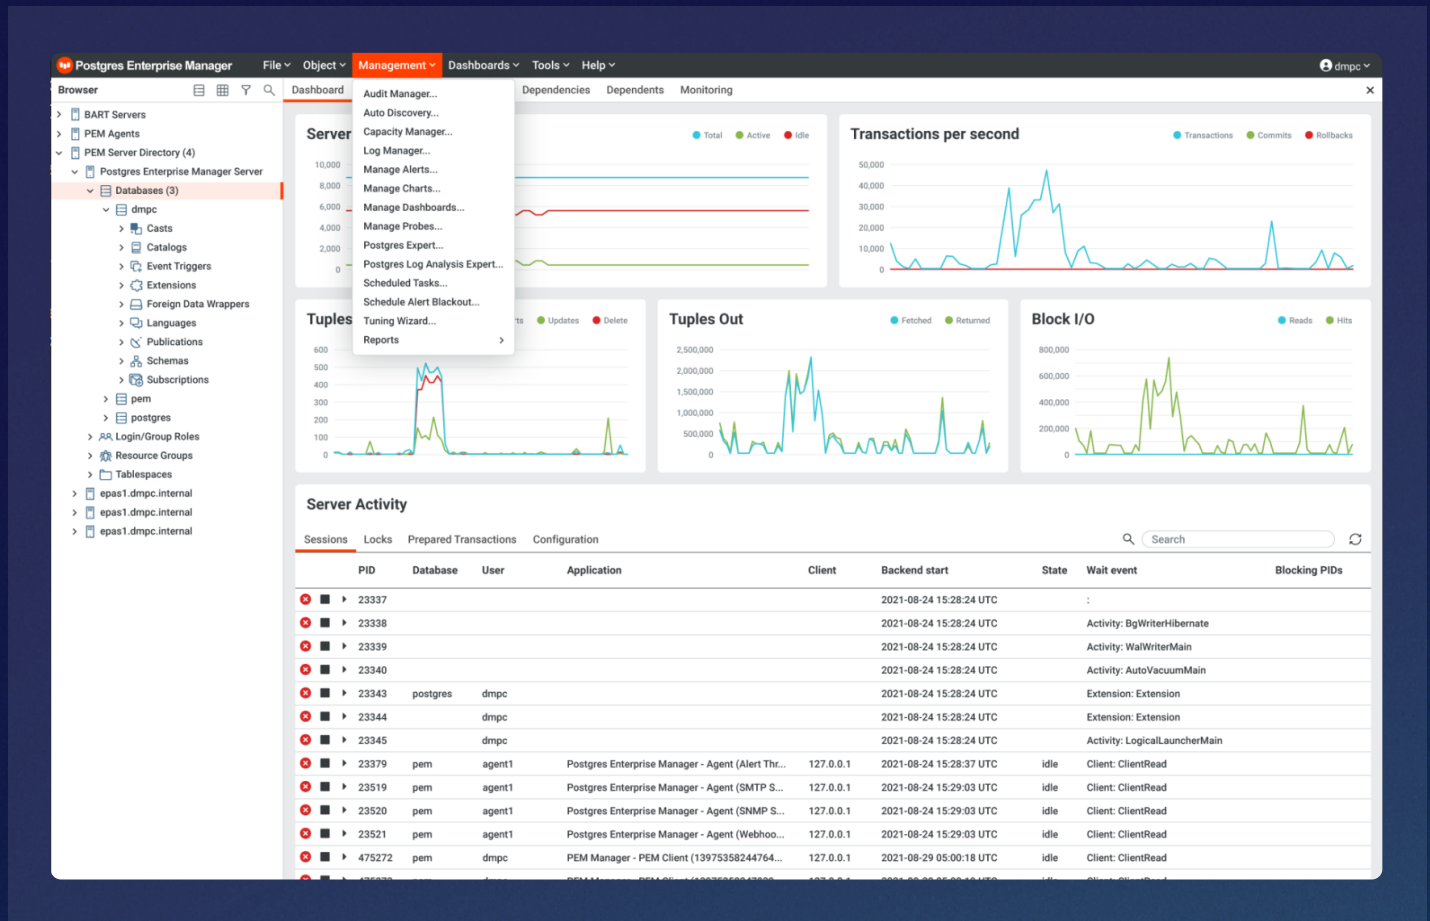 Postgres Enterprise Manager File Object Management Dashboards Tools Help dmpc
Browser
Dashboard Dependencies Dependents Monitoring
BART Servers
PEM Agents
PEM Server Directory (4)
Postgres Enterprise Manager Server
Databases (3)
dmpc
Casts
Catalogs
Event Triggers
Extensions
Foreign Data Wrappers
Languages
Publications
Schemas
Subscriptions
pem
postgres
Login/Group Roles
Resource Groups
Tablespaces
epas1.dmpc.internal
epas1.dmpc.internal
epas1.dmpc.internal
Audit Manager...
Auto Discovery...
Capacity Manager...
Log Manager...
Manage Alerts...
Manage Charts...
Manage Dashboards...
Manage Probes...
Postgres Expert...
Postgres Log Analysis Expert...
Scheduled Tasks...
Schedule Alert Blackout...
Tuning Wizard...
Reports
Server
Total Active Idle
10,000
8,000
6,000
4,000
2,000
0
Transactions per second
Transactions Commits Rollbacks
50,000
40,000
30,000
20,000
10,000
0
Tuples
Updates Delete
600
500
400
300
200
100
0
Tuples Out
Fetched Returned
2,500,000
2,000,000
1,500,000
1,000,000
500,000
0
Block I/O
Reads Hits
800,000
600,000
400,000
200,000
0
Server Activity
Sessions Locks Prepared Transactions Configuration Search
PID Database User Application Client Backend start State Wait event Blocking PIDs
23337 2021-08-24 15:28:24 UTC :
23338 2021-08-24 15:28:24 UTC Activity: BgWriterHibernate
23339 2021-08-24 15:28:24 UTC Activity: WalWriterMain
23340 2021-08-24 15:28:24 UTC Activity: AutoVacuumMain
23343 postgres dmpc 2021-08-24 15:28:24 UTC Extension: Extension
23344 dmpc 2021-08-24 15:28:24 UTC Extension: Extension
23345 dmpc 2021-08-24 15:28:24 UTC Activity: LogicalLauncherMain
23379 pem agent1 Postgres Enterprise Manager - Agent (Alert Thr... 127.0.0.1 2021-08-24 15:28:37 UTC idle Client: ClientRead
23519 pem agent1 Postgres Enterprise Manager - Agent (SMTP S... 127.0.0.1 2021-08-24 15:29:03 UTC idle Client: ClientRead
23520 pem agent1 Postgres Enterprise Manager - Agent (SNMP S... 127.0.0.1 2021-08-24 15:29:03 UTC idle Client: ClientRead
23521 pem agent1 Postgres Enterprise Manager - Agent (Webhoo... 127.0.0.1 2021-08-24 15:29:03 UTC idle Client: ClientRead
475272 pem dmpc PEM Manager - PEM Client (13975358244764... 127.0.0.1 2021-08-29 05:00:18 UTC idle Client: ClientRead